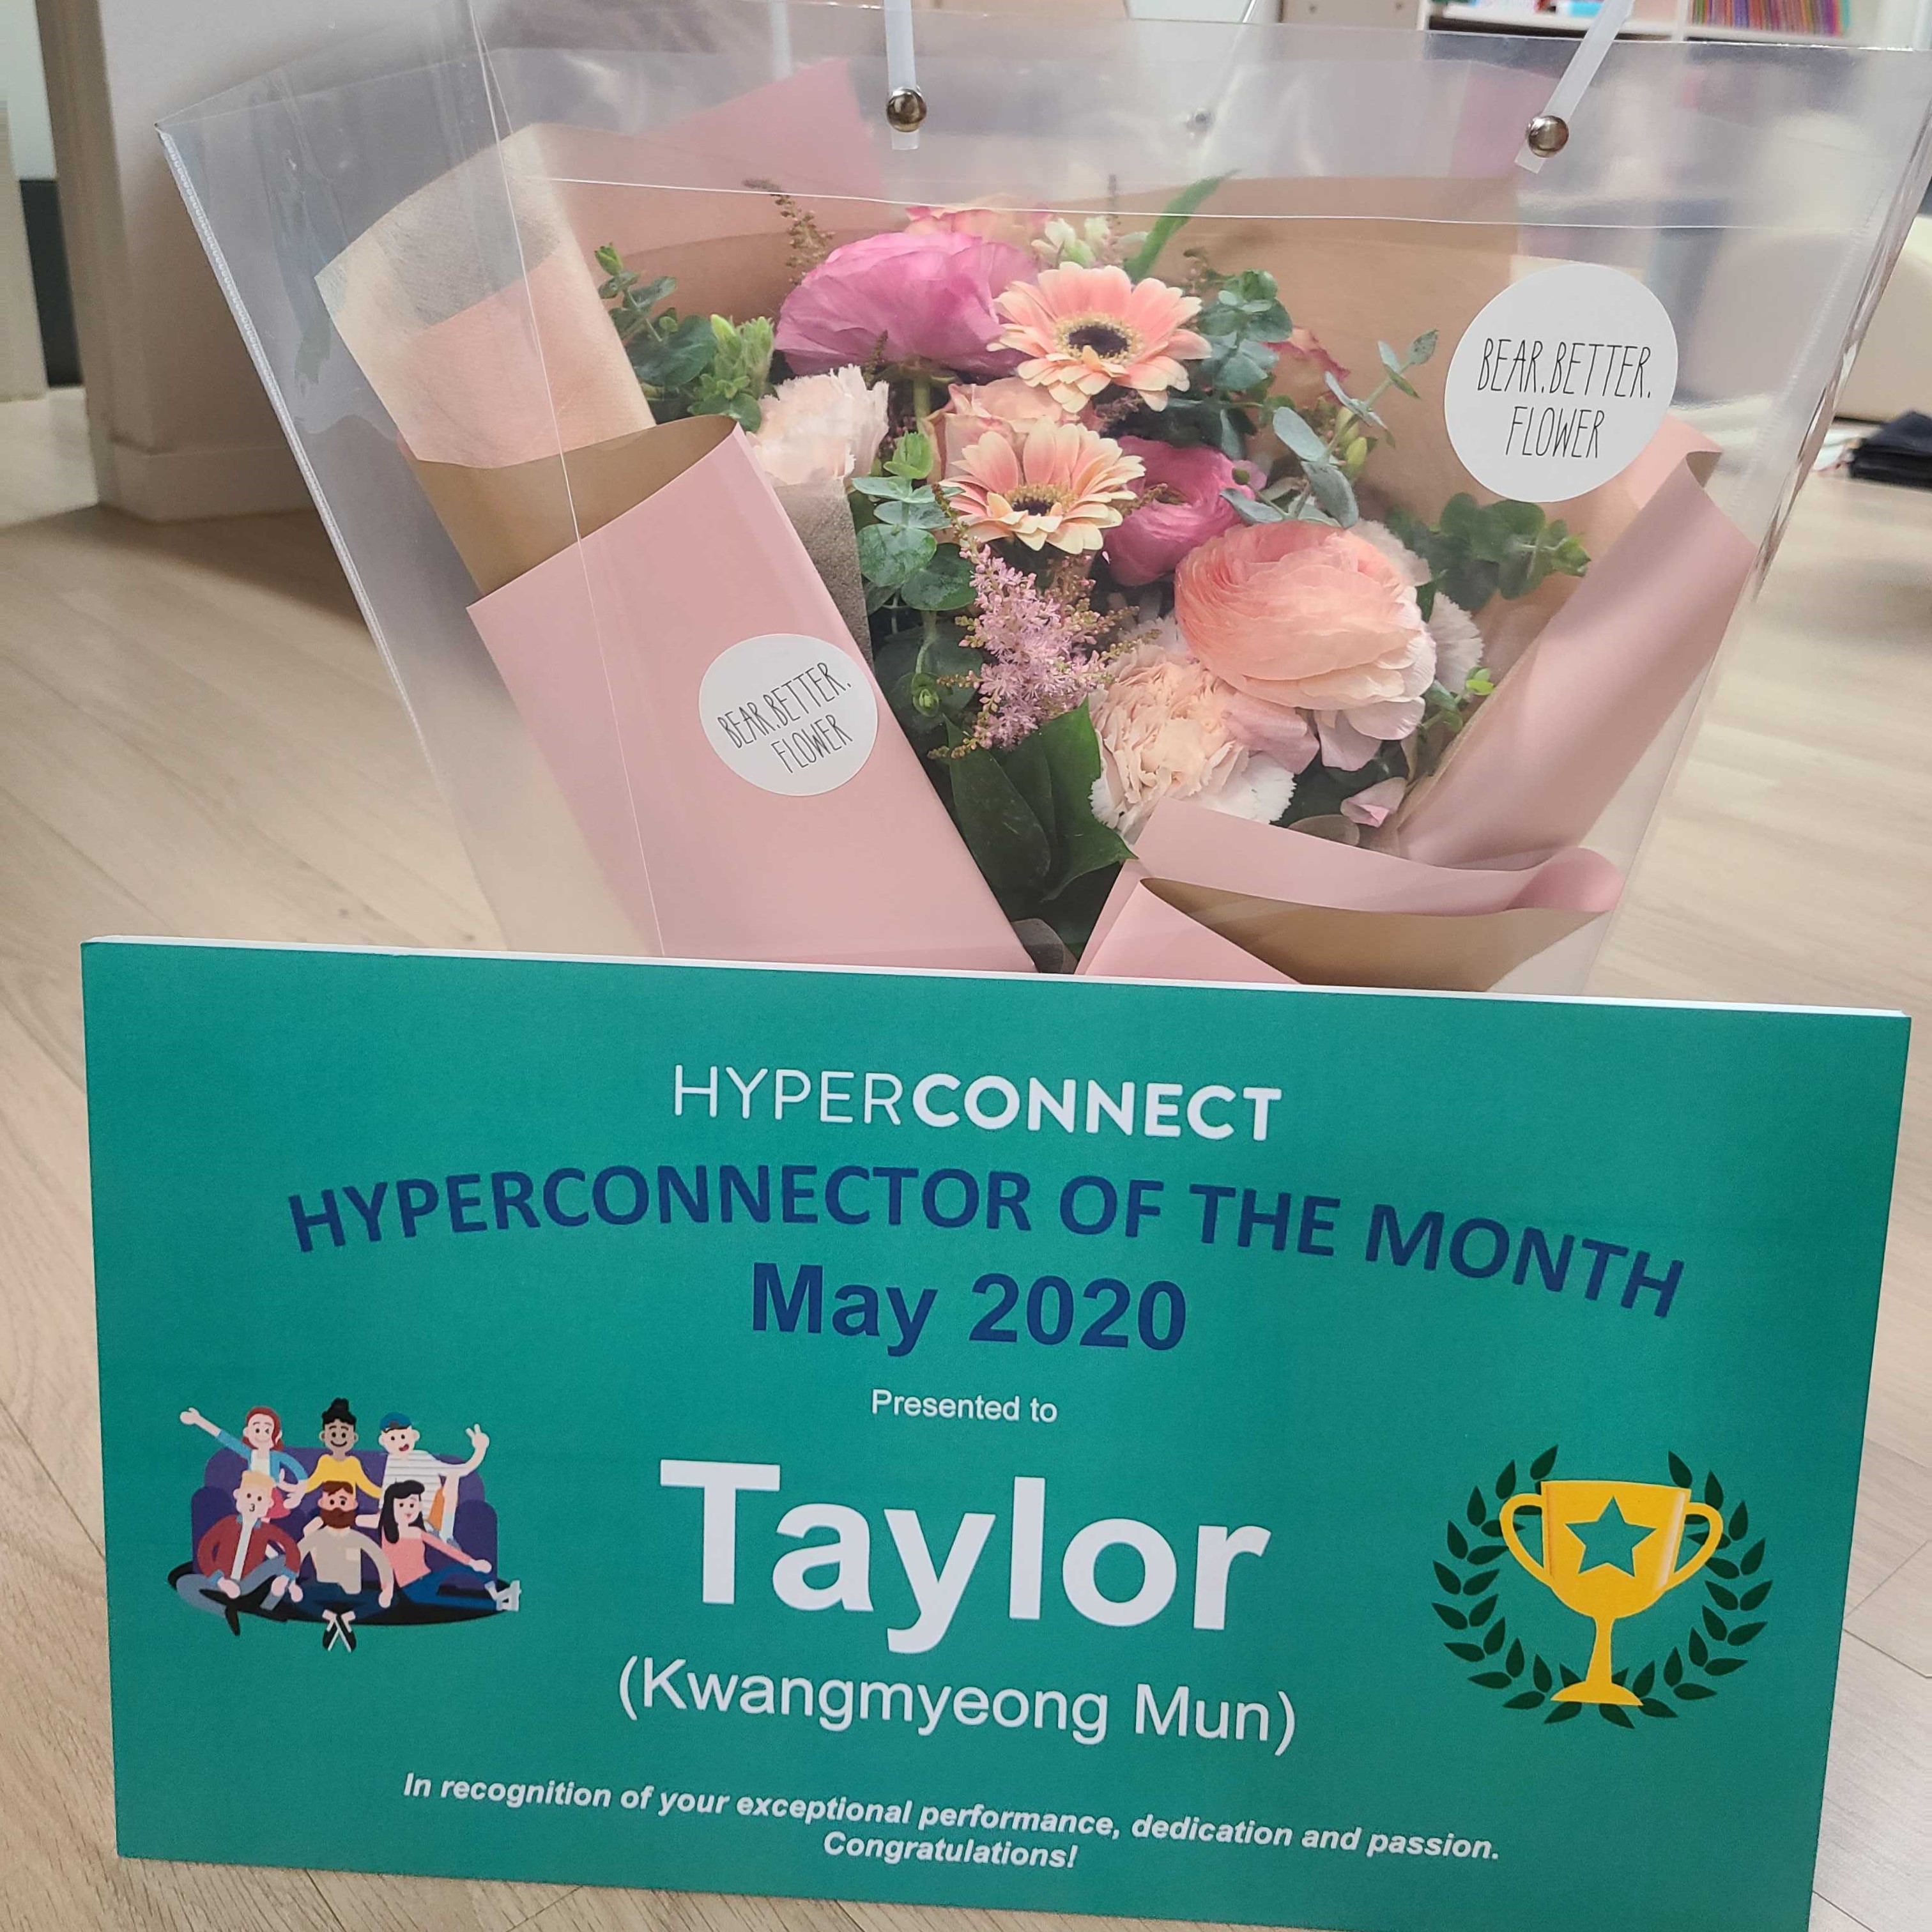 BEAR.BETTER.
FLOWER
BEAR.BETTER.
FLOWER
HYPERCONNECT
HYPERCONNECTOR OF THE MONTH
May 2020
Presented to
Taylor
(Kwangmyeong Mun)
In recognition of your exceptional performance, dedication and passion.
Congratulations!